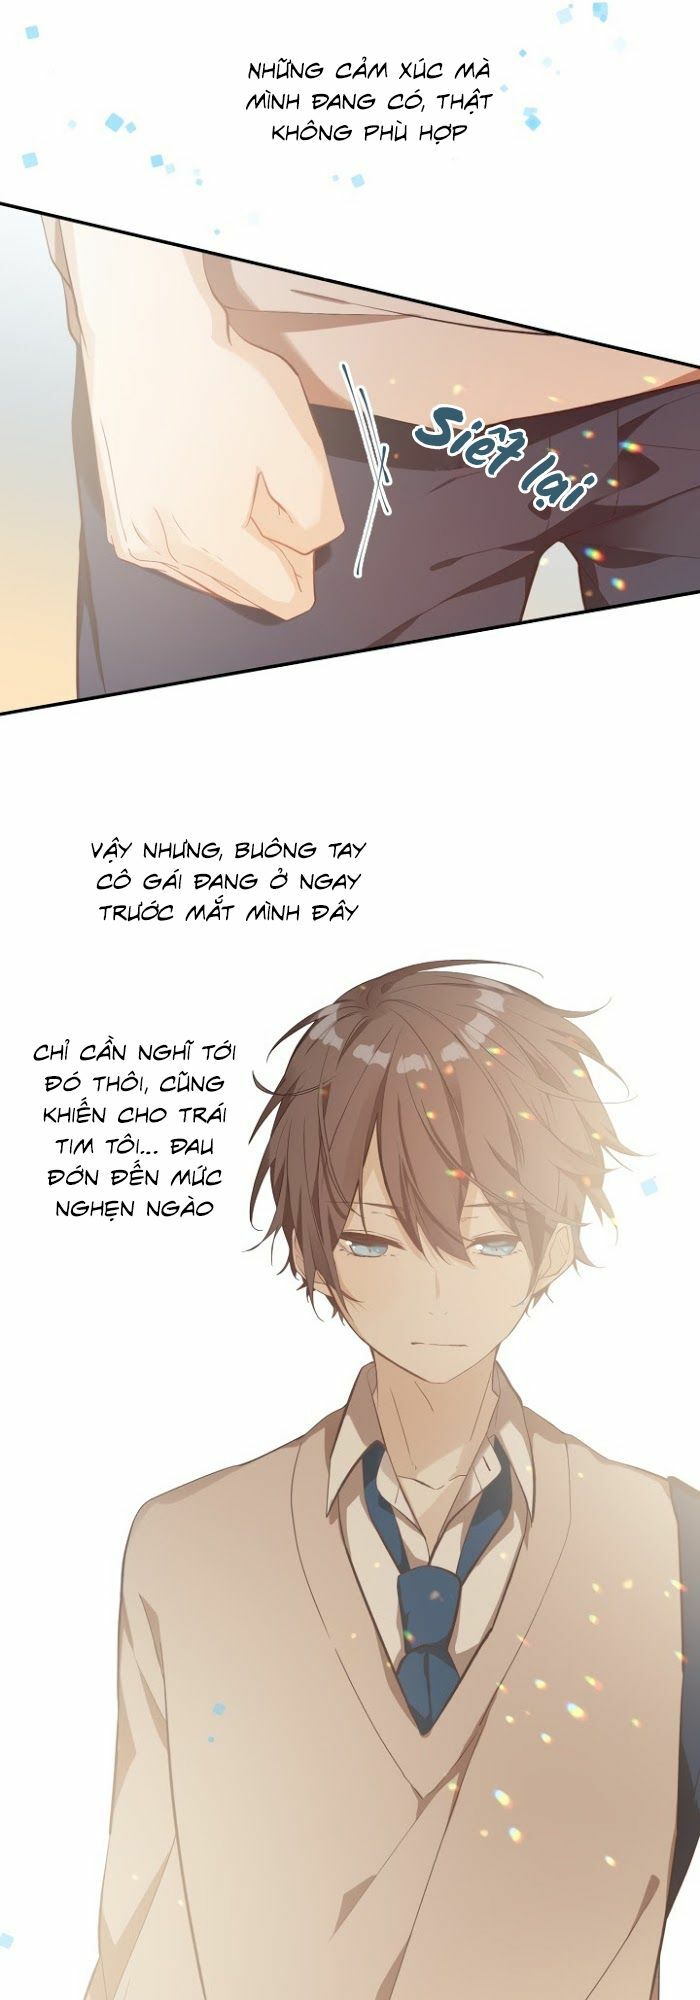 NHỮNG CẢM XÚC MÀ
MÌNH ĐANG CÓ, THẬT
KHÔNG PHÙ HỢP
Siết lại
VẬY NHƯNG, BUÔNG TAY
CÔ GÁI ĐANG Ở NGAY
TRƯỚC MẮT MÌNH ĐÂY
CHỈ CẦN NGHĨ TỚI
ĐÓ THÔI, CŨNG
KHIẾN CHO TRÁI
TIM TÔI... ĐAU
ĐỚN ĐẾN MỨC
NGHẸN NGÀO